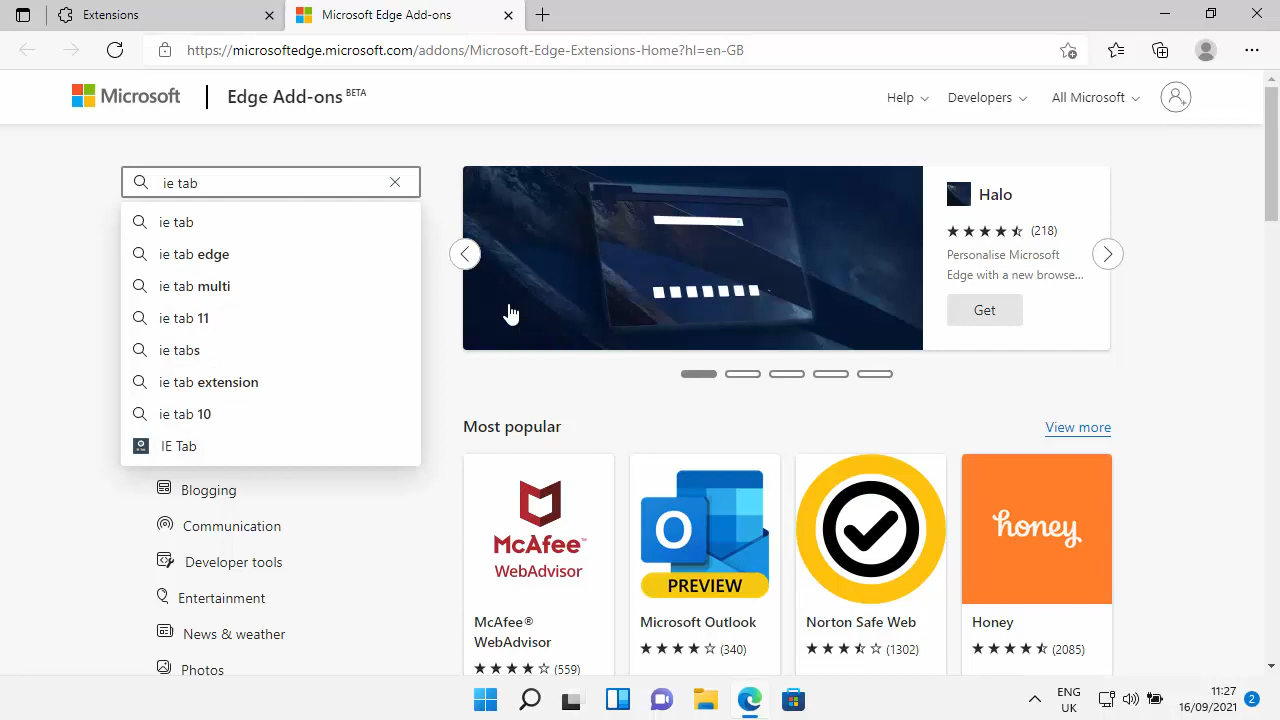 Extensions
Microsoft Edge Add-ons
https://microsoftedge.microsoft.com/addons/Microsoft-Edge-Extensions-Home?hl=en-GB
Microsoft
Edge Add-ons BETA
Help
Developers
All Microsoft
ie tab
ie tab
ie tab edge
ie tab multi
ie tab 11
ie tabs
ie tab extension
ie tab 10
IE Tab
Blogging
Communication
Developer tools
Entertainment
News & weather
Photos
Halo
(218)
Personalise Microsoft
Edge with a new browse...
Get
Most popular
View more
McAfee™
WebAdvisor
McAfee®
WebAdvisor
(559)
PREVIEW
Microsoft Outlook
(340)
Norton Safe Web
(1302)
honey
Honey
(2085)
ENG
UK
11:27
16/09/2021
2